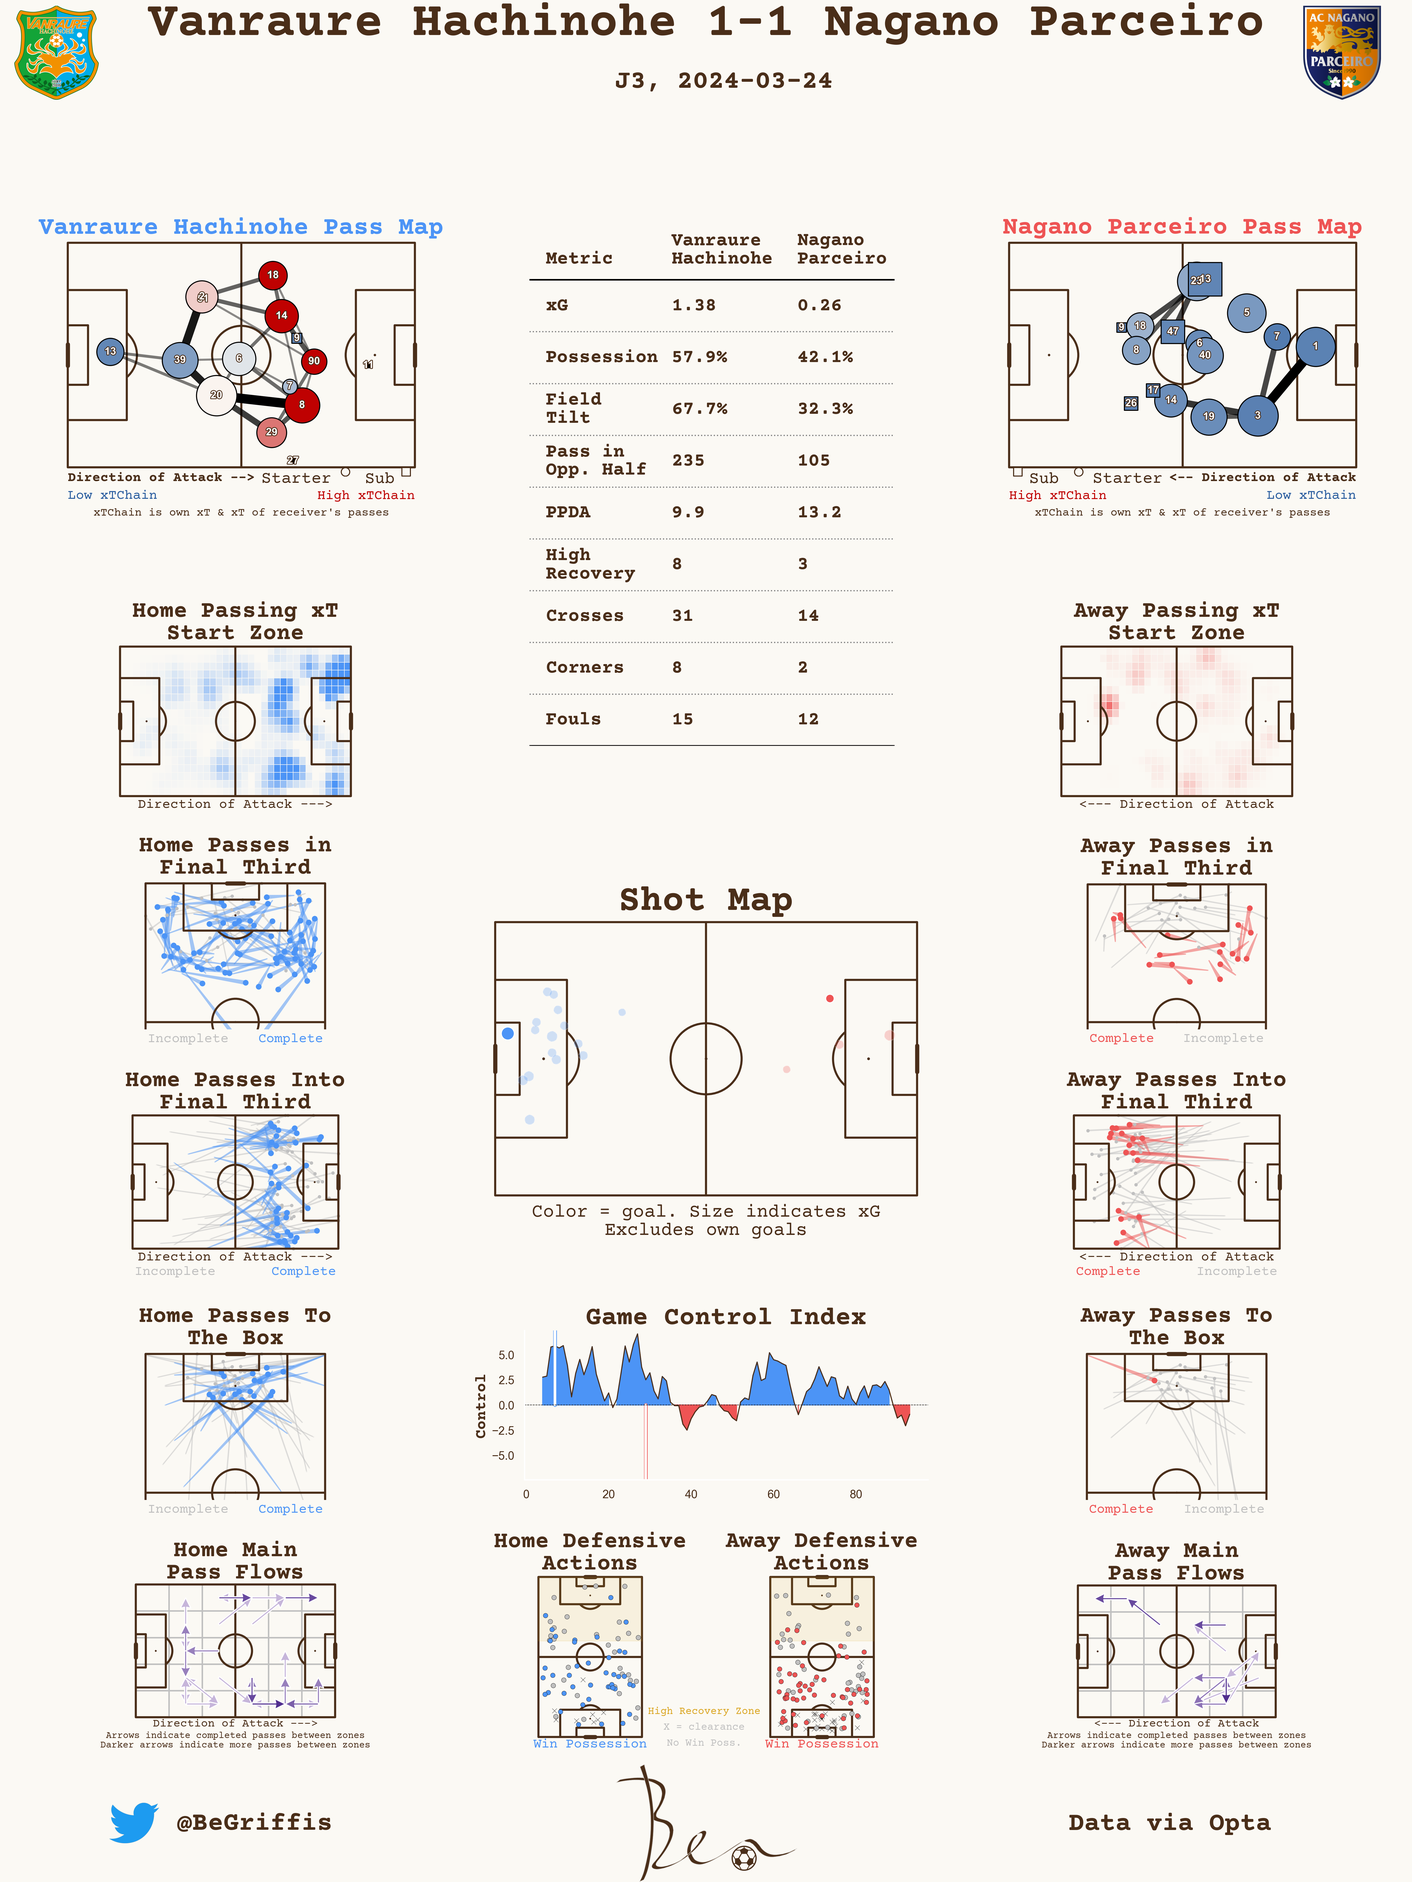 Vanraure Hachinohe 1-1 Nagano Parceiro
J3, 2024-03-24
VANRAURE
HACHINOHE
AC NAGANO
PARCEIRO
Vanraure Hachinohe Pass Map
18
14
9
90
13
39
6
7
20
8
29
11
27
Direction of Attack --> Starter Sub
Low xTChain High xTChain
xTChain is own xT & xT of receiver's passes
Metric Vanraure Hachinohe Nagano Parceiro
xG 1.38 0.26
Possession 57.9% 42.1%
Field Tilt 67.7% 32.3%
Pass in Opp. Half 235 105
PPDA 9.9 13.2
High Recovery 8 3
Crosses 31 14
Corners 8 2
Fouls 15 12
Nagano Parceiro Pass Map
23
13
5
9
18
47
7
1
8
6
40
17
26
14
19
3
Sub Starter <-- Direction of Attack
High xTChain Low xTChain
xTChain is own xT & xT of receiver's passes
Home Passing xT
Start Zone
Direction of Attack --->
Away Passing xT
Start Zone
<--- Direction of Attack
Home Passes in
Final Third
Incomplete Complete
Away Passes in
Final Third
Complete Incomplete
Shot Map
Color = goal. Size indicates xG
Excludes own goals
Home Passes Into
Final Third
Direction of Attack --->
Incomplete Complete
Away Passes Into
Final Third
<--- Direction of Attack
Complete Incomplete
Home Passes To
The Box
Incomplete Complete
Game Control Index
Control
5.0
2.5
0.0
−2.5
−5.0
0 20 40 60 80
Away Passes To
The Box
Complete Incomplete
Home Main
Pass Flows
Direction of Attack --->
Arrows indicate completed passes between zones
Darker arrows indicate more passes between zones
Home Defensive
Actions
Win Possession
Away Defensive
Actions
Win Possession
High Recovery Zone
X = clearance
No Win Poss.
Away Main
Pass Flows
<--- Direction of Attack
Arrows indicate completed passes between zones
Darker arrows indicate more passes between zones
@BeGriffis
Ben
Data via Opta